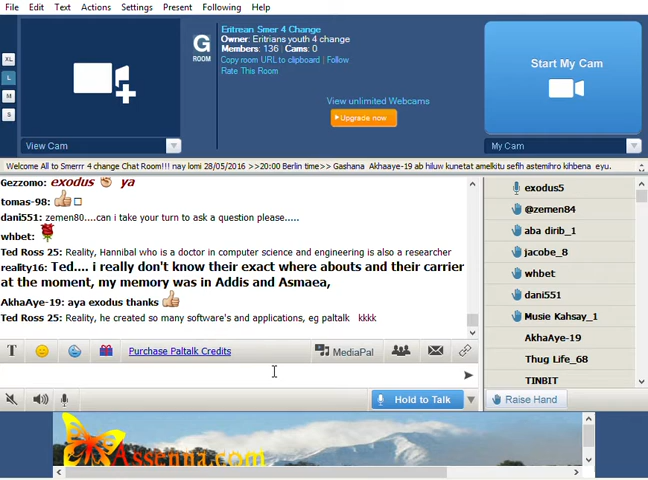 File Edit Text Actions Settings Present Following Help
XL
L
M
S
View Cam
G
ROOM
Eritrean Smer 4 Change
Owner: Eritrians youth 4 change
Members: 136 Cams: 0
Copy room URL to clipboard | Follow
Rate This Room
View unlimited Webcams
Upgrade now
Start My Cam
My Cam
Welcome All to Smerrr 4 change Chat Room!!! nay lomi 28/05/2016 >>20:00 Berlin time>> Gashana Akhaaye-19 ab hiluw kunetat amelkitu sefih astemihro kihbena eyu.
Gezzomo: exodus ya
tomas-98:
dani551: zemen80....can i take your turn to ask a question please.....
whbet:
Ted Ross 25: Reality, Hannibal who is a doctor in computer science and engineering is also a researcher
reality16: Ted.... i really don't know their exact where abouts and their carrier
at the moment, my memory was in Addis and Asmaea,
AkhaAye-19: aya exodus thanks
Ted Ross 25: Reality, he created so many software's and applications, eg paltalk kkkk
exodus5
@zemen84
aba dirib_1
jacobe_8
whbet
dani551
Musie Kahsay_1
AkhaAye-19
Thug Life_68
TINBIT
T
Purchase Paltalk Credits
MediaPal
Hold to Talk
Raise Hand
Assenna.com